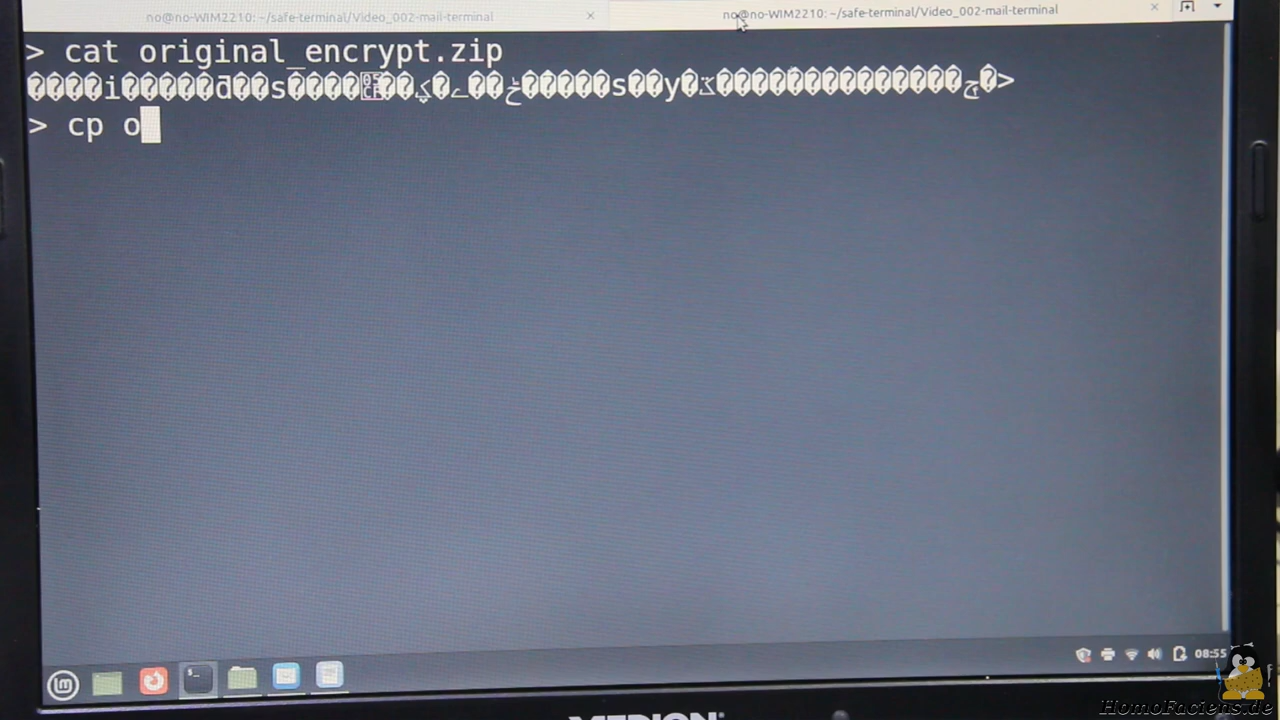 no@no-WIM2210: ~/safe-terminal/Video_002-mail-terminal
no@no-WIM2210: ~/safe-terminal/Video_002-mail-terminal
> cat original_encrypt.zip
> cp o
08:55
MEDION
HomoFaciens.de